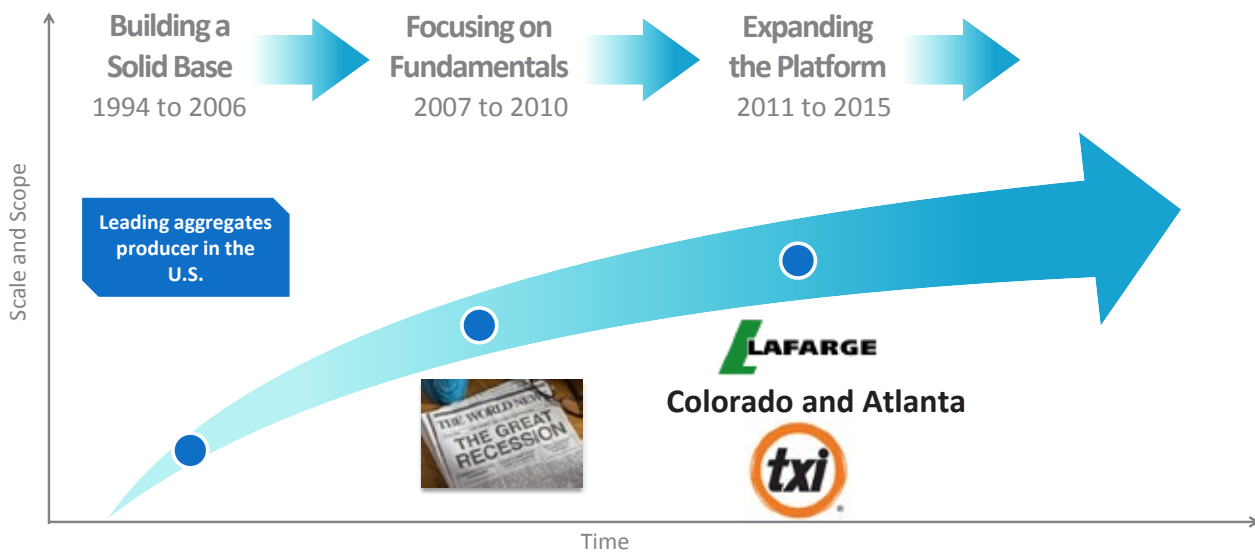 Building a
Solid Base
1994 to 2006
Focusing on
Fundamentals
2007 to 2010
Expanding
the Platform
2011 to 2015
Scale and Scope
Leading aggregates
producer in the
U.S.
THE WORLD NEWS
THE GREAT
RECESSION
LAFARGE
Colorado and Atlanta
txi
®
Time